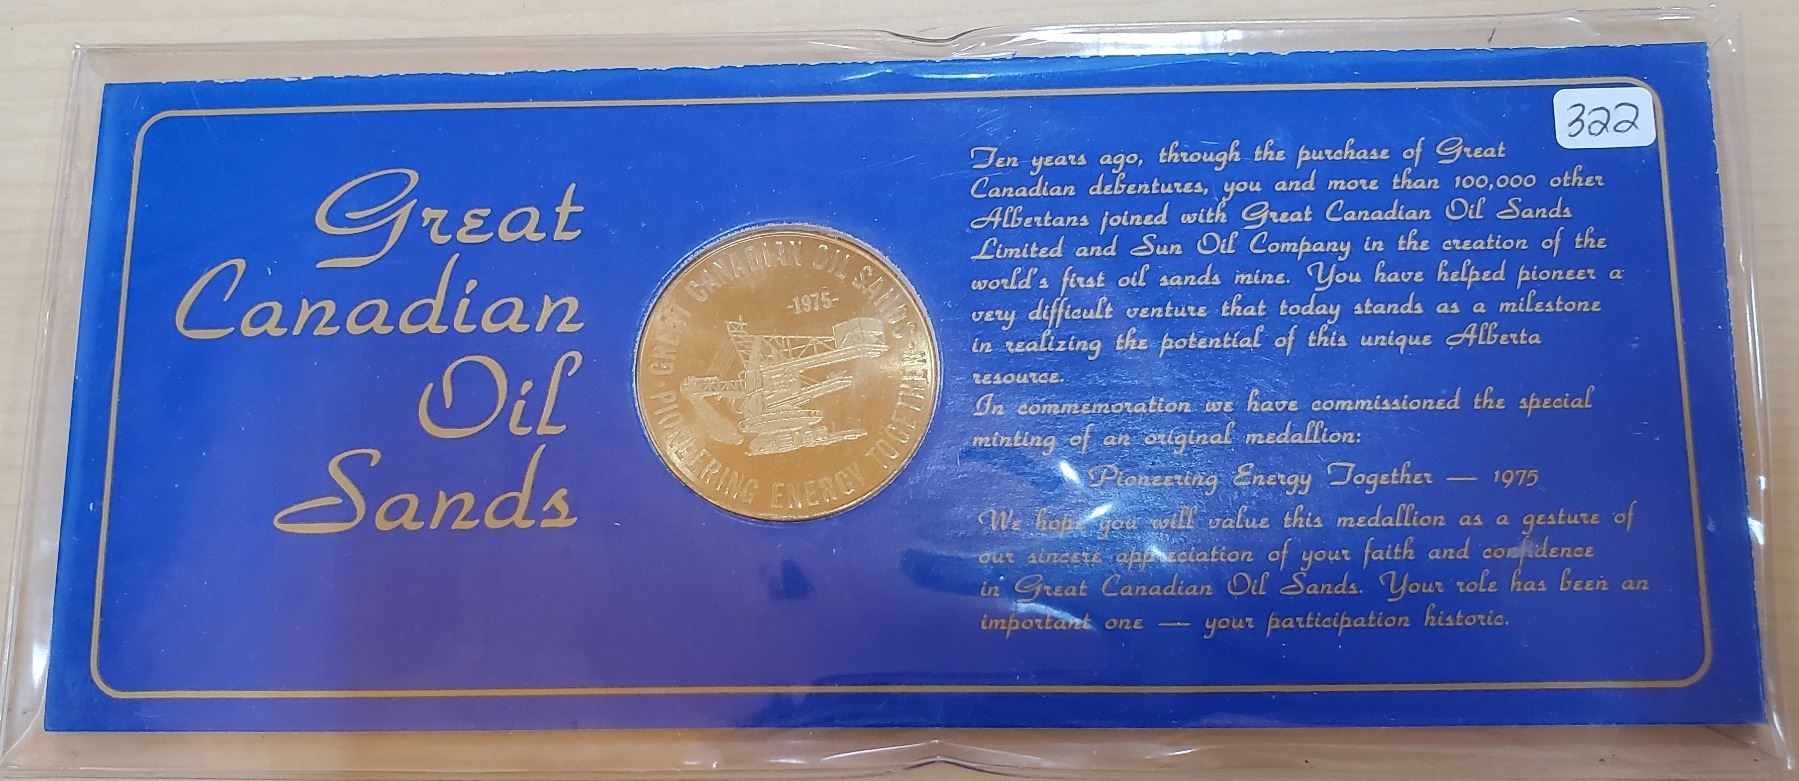 Great
Canadian
Oil
Sands
GREAT CANADIAN OIL SANDS
-1975-
PIONEERING ENERGY TOGETHER
322
Ten years ago, through the purchase of Great
Canadian debentures, you and more than 100,000 other
Albertans joined with Great Canadian Oil Sands
Limited and Sun Oil Company in the creation of the
world's first oil sands mine. You have helped pioneer a
very difficult venture that today stands as a milestone
in realizing the potential of this unique Alberta
resource.
In commemoration we have commissioned the special
minting of an original medallion:
Pioneering Energy Together — 1975
We hope you will value this medallion as a gesture of
our sincere appreciation of your faith and confidence
in Great Canadian Oil Sands. Your role has been an
important one — your participation historic.